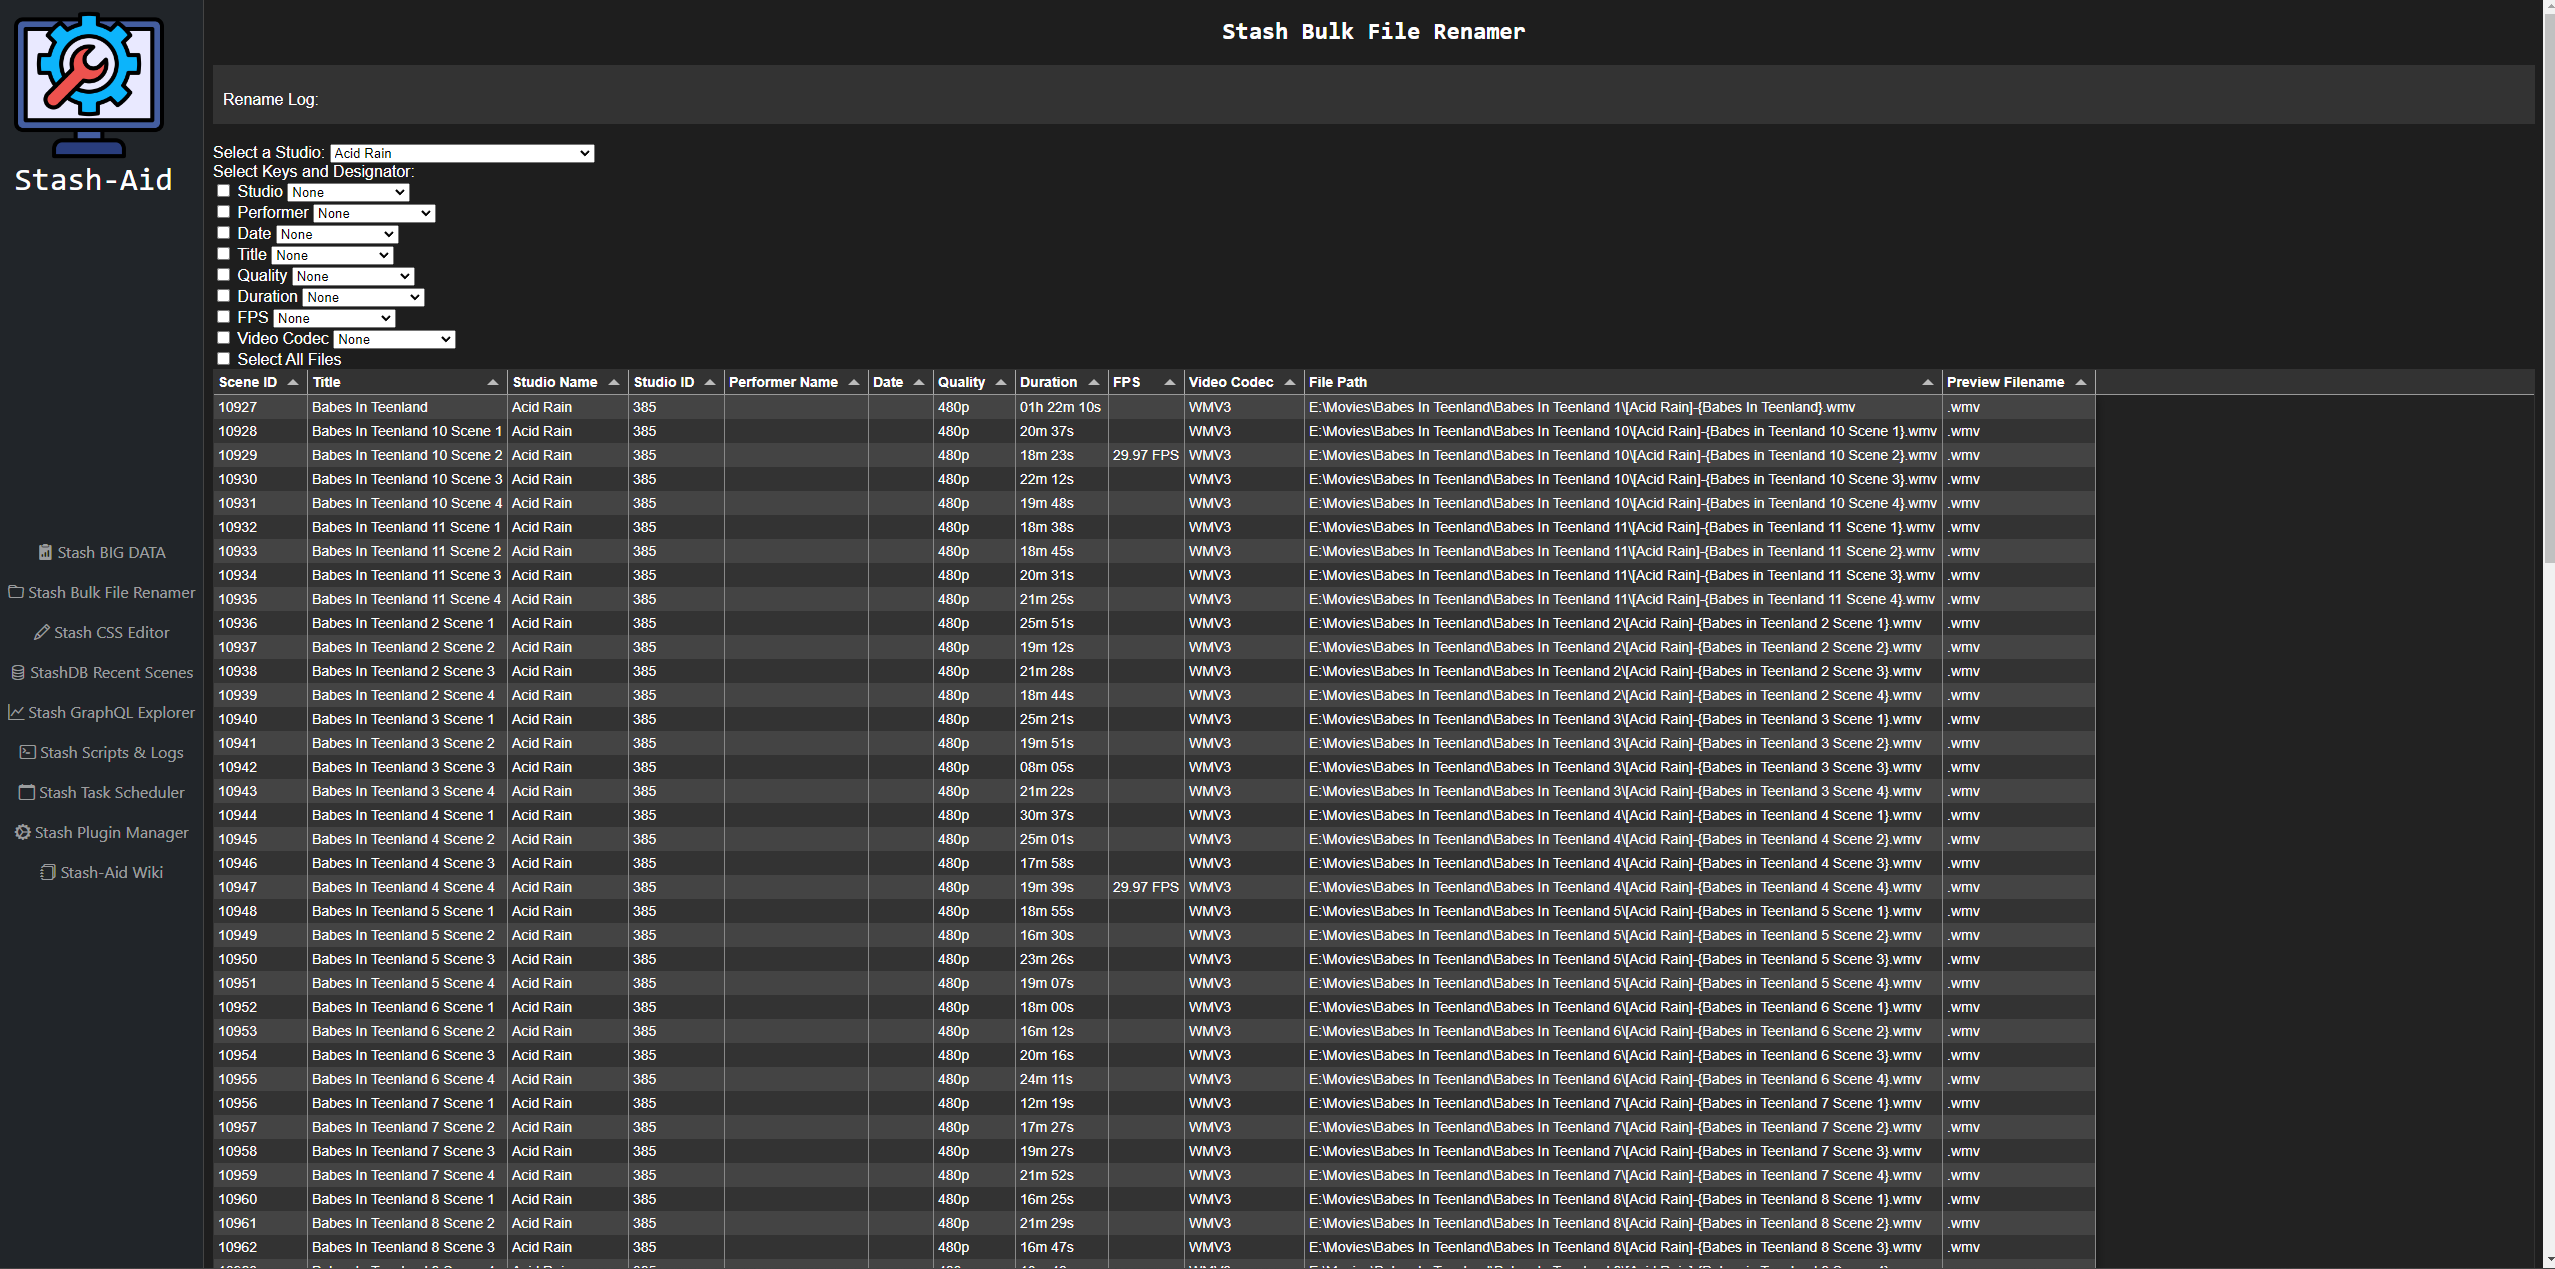 Stash-Aid
Stash BIG DATA
Stash Bulk File Renamer
Stash CSS Editor
StashDB Recent Scenes
Stash GraphQL Explorer
Stash Scripts & Logs
Stash Task Scheduler
Stash Plugin Manager
Stash-Aid Wiki
Stash Bulk File Renamer
Rename Log:
Select a Studio: Acid Rain
Select Keys and Designator:
Studio None
Performer None
Date None
Title None
Quality None
Duration None
FPS None
Video Codec None
Select All Files
Scene ID Title Studio Name Studio ID Performer Name Date Quality Duration FPS Video Codec File Path Preview Filename
10927 Babes In Teenland Acid Rain 385 480p 01h 22m 10s WMV3 E:\Movies\Babes In Teenland\Babes In Teenland 1\[Acid Rain]-{Babes In Teenland}.wmv .wmv
10928 Babes In Teenland 10 Scene 1 Acid Rain 385 480p 20m 37s WMV3 E:\Movies\Babes In Teenland\Babes In Teenland 10\[Acid Rain]-{Babes in Teenland 10 Scene 1}.wmv .wmv
10929 Babes In Teenland 10 Scene 2 Acid Rain 385 480p 18m 23s 29.97 FPS WMV3 E:\Movies\Babes In Teenland\Babes In Teenland 10\[Acid Rain]-{Babes in Teenland 10 Scene 2}.wmv .wmv
10930 Babes In Teenland 10 Scene 3 Acid Rain 385 480p 22m 12s WMV3 E:\Movies\Babes In Teenland\Babes In Teenland 10\[Acid Rain]-{Babes in Teenland 10 Scene 3}.wmv .wmv
10931 Babes In Teenland 10 Scene 4 Acid Rain 385 480p 19m 48s WMV3 E:\Movies\Babes In Teenland\Babes In Teenland 10\[Acid Rain]-{Babes in Teenland 10 Scene 4}.wmv .wmv
10932 Babes In Teenland 11 Scene 1 Acid Rain 385 480p 18m 38s WMV3 E:\Movies\Babes In Teenland\Babes In Teenland 11\[Acid Rain]-{Babes in Teenland 11 Scene 1}.wmv .wmv
10933 Babes In Teenland 11 Scene 2 Acid Rain 385 480p 18m 45s WMV3 E:\Movies\Babes In Teenland\Babes In Teenland 11\[Acid Rain]-{Babes in Teenland 11 Scene 2}.wmv .wmv
10934 Babes In Teenland 11 Scene 3 Acid Rain 385 480p 20m 31s WMV3 E:\Movies\Babes In Teenland\Babes In Teenland 11\[Acid Rain]-{Babes in Teenland 11 Scene 3}.wmv .wmv
10935 Babes In Teenland 11 Scene 4 Acid Rain 385 480p 21m 25s WMV3 E:\Movies\Babes In Teenland\Babes In Teenland 11\[Acid Rain]-{Babes in Teenland 11 Scene 4}.wmv .wmv
10936 Babes In Teenland 2 Scene 1 Acid Rain 385 480p 25m 51s WMV3 E:\Movies\Babes In Teenland\Babes In Teenland 2\[Acid Rain]-{Babes in Teenland 2 Scene 1}.wmv .wmv
10937 Babes In Teenland 2 Scene 2 Acid Rain 385 480p 19m 12s WMV3 E:\Movies\Babes In Teenland\Babes In Teenland 2\[Acid Rain]-{Babes in Teenland 2 Scene 2}.wmv .wmv
10938 Babes In Teenland 2 Scene 3 Acid Rain 385 480p 21m 28s WMV3 E:\Movies\Babes In Teenland\Babes In Teenland 2\[Acid Rain]-{Babes in Teenland 2 Scene 3}.wmv .wmv
10939 Babes In Teenland 2 Scene 4 Acid Rain 385 480p 18m 44s WMV3 E:\Movies\Babes In Teenland\Babes In Teenland 2\[Acid Rain]-{Babes in Teenland 2 Scene 4}.wmv .wmv
10940 Babes In Teenland 3 Scene 1 Acid Rain 385 480p 25m 21s WMV3 E:\Movies\Babes In Teenland\Babes In Teenland 3\[Acid Rain]-{Babes in Teenland 3 Scene 1}.wmv .wmv
10941 Babes In Teenland 3 Scene 2 Acid Rain 385 480p 19m 51s WMV3 E:\Movies\Babes In Teenland\Babes In Teenland 3\[Acid Rain]-{Babes in Teenland 3 Scene 2}.wmv .wmv
10942 Babes In Teenland 3 Scene 3 Acid Rain 385 480p 08m 05s WMV3 E:\Movies\Babes In Teenland\Babes In Teenland 3\[Acid Rain]-{Babes in Teenland 3 Scene 3}.wmv .wmv
10943 Babes In Teenland 3 Scene 4 Acid Rain 385 480p 21m 22s WMV3 E:\Movies\Babes In Teenland\Babes In Teenland 3\[Acid Rain]-{Babes in Teenland 3 Scene 4}.wmv .wmv
10944 Babes In Teenland 4 Scene 1 Acid Rain 385 480p 30m 37s WMV3 E:\Movies\Babes In Teenland\Babes In Teenland 4\[Acid Rain]-{Babes in Teenland 4 Scene 1}.wmv .wmv
10945 Babes In Teenland 4 Scene 2 Acid Rain 385 480p 25m 01s WMV3 E:\Movies\Babes In Teenland\Babes In Teenland 4\[Acid Rain]-{Babes in Teenland 4 Scene 2}.wmv .wmv
10946 Babes In Teenland 4 Scene 3 Acid Rain 385 480p 17m 58s WMV3 E:\Movies\Babes In Teenland\Babes In Teenland 4\[Acid Rain]-{Babes in Teenland 4 Scene 3}.wmv .wmv
10947 Babes In Teenland 4 Scene 4 Acid Rain 385 480p 19m 39s 29.97 FPS WMV3 E:\Movies\Babes In Teenland\Babes In Teenland 4\[Acid Rain]-{Babes in Teenland 4 Scene 4}.wmv .wmv
10948 Babes In Teenland 5 Scene 1 Acid Rain 385 480p 18m 55s WMV3 E:\Movies\Babes In Teenland\Babes In Teenland 5\[Acid Rain]-{Babes in Teenland 5 Scene 1}.wmv .wmv
10949 Babes In Teenland 5 Scene 2 Acid Rain 385 480p 16m 30s WMV3 E:\Movies\Babes In Teenland\Babes In Teenland 5\[Acid Rain]-{Babes in Teenland 5 Scene 2}.wmv .wmv
10950 Babes In Teenland 5 Scene 3 Acid Rain 385 480p 23m 26s WMV3 E:\Movies\Babes In Teenland\Babes In Teenland 5\[Acid Rain]-{Babes in Teenland 5 Scene 3}.wmv .wmv
10951 Babes In Teenland 5 Scene 4 Acid Rain 385 480p 19m 07s WMV3 E:\Movies\Babes In Teenland\Babes In Teenland 5\[Acid Rain]-{Babes in Teenland 5 Scene 4}.wmv .wmv
10952 Babes In Teenland 6 Scene 1 Acid Rain 385 480p 18m 00s WMV3 E:\Movies\Babes In Teenland\Babes In Teenland 6\[Acid Rain]-{Babes in Teenland 6 Scene 1}.wmv .wmv
10953 Babes In Teenland 6 Scene 2 Acid Rain 385 480p 16m 12s WMV3 E:\Movies\Babes In Teenland\Babes In Teenland 6\[Acid Rain]-{Babes in Teenland 6 Scene 2}.wmv .wmv
10954 Babes In Teenland 6 Scene 3 Acid Rain 385 480p 20m 16s WMV3 E:\Movies\Babes In Teenland\Babes In Teenland 6\[Acid Rain]-{Babes in Teenland 6 Scene 3}.wmv .wmv
10955 Babes In Teenland 6 Scene 4 Acid Rain 385 480p 24m 11s WMV3 E:\Movies\Babes In Teenland\Babes In Teenland 6\[Acid Rain]-{Babes in Teenland 6 Scene 4}.wmv .wmv
10956 Babes In Teenland 7 Scene 1 Acid Rain 385 480p 12m 19s WMV3 E:\Movies\Babes In Teenland\Babes In Teenland 7\[Acid Rain]-{Babes in Teenland 7 Scene 1}.wmv .wmv
10957 Babes In Teenland 7 Scene 2 Acid Rain 385 480p 17m 27s WMV3 E:\Movies\Babes In Teenland\Babes In Teenland 7\[Acid Rain]-{Babes in Teenland 7 Scene 2}.wmv .wmv
10958 Babes In Teenland 7 Scene 3 Acid Rain 385 480p 19m 27s WMV3 E:\Movies\Babes In Teenland\Babes In Teenland 7\[Acid Rain]-{Babes in Teenland 7 Scene 3}.wmv .wmv
10959 Babes In Teenland 7 Scene 4 Acid Rain 385 480p 21m 52s WMV3 E:\Movies\Babes In Teenland\Babes In Teenland 7\[Acid Rain]-{Babes in Teenland 7 Scene 4}.wmv .wmv
10960 Babes In Teenland 8 Scene 1 Acid Rain 385 480p 16m 25s WMV3 E:\Movies\Babes In Teenland\Babes In Teenland 8\[Acid Rain]-{Babes in Teenland 8 Scene 1}.wmv .wmv
10961 Babes In Teenland 8 Scene 2 Acid Rain 385 480p 21m 29s WMV3 E:\Movies\Babes In Teenland\Babes In Teenland 8\[Acid Rain]-{Babes in Teenland 8 Scene 2}.wmv .wmv
10962 Babes In Teenland 8 Scene 3 Acid Rain 385 480p 16m 47s WMV3 E:\Movies\Babes In Teenland\Babes In Teenland 8\[Acid Rain]-{Babes in Teenland 8 Scene 3}.wmv .wmv